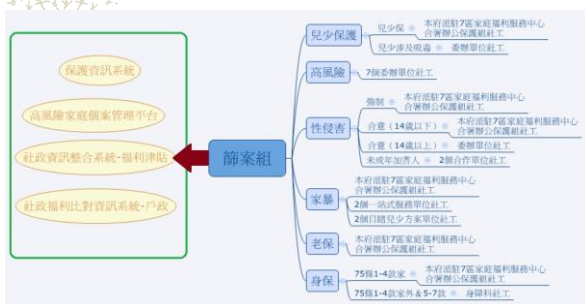 保護資訊系統
高風險家庭個案管理平台
社政資訊整合系統-福利津貼
社政福利比對資訊系統-戶政
篩案組
兒少保護
兒少保
本府派駐7區家庭福利服務中心
合署辦公保護組社工
兒少涉及吸毒
委辦單位社工
高風險
7個委辦單位社工
性侵害
強制
本府派駐7區家庭福利服務中心
合署辦公保護組社工
合意(14歲以下)
本府派駐7區家庭福利服務中心
合署辦公保護組社工
合意(14歲以上)
委辦單位社工
未成年加害人
2個合作單位社工
家暴
本府派駐7區家庭福利服務中心
合署辦公保護組社工
2個一站式服務單位社工
2個目睹兒少方案單位社工
老保
本府派駐7區家庭福利服務中心
合署辦公保護組社工
身保
75條1-4款家
本府派駐7區家庭福利服務中心
合署辦公保護組社工
75條1-4款家外&5-7款
身障科社工